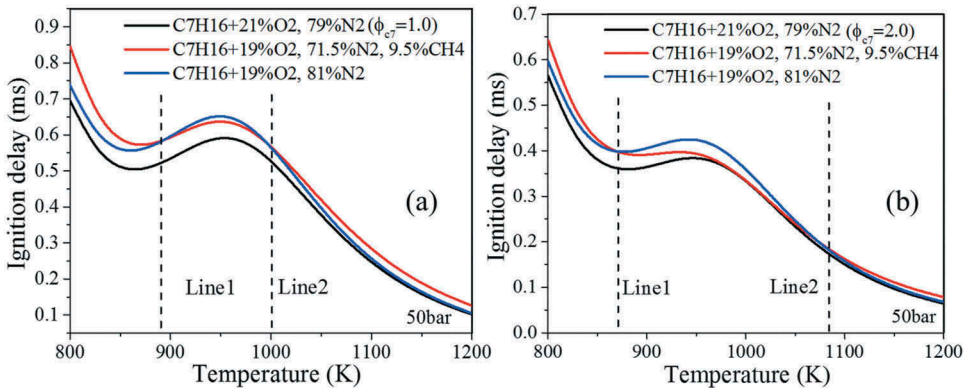 C7H16+21%O2, 79%N2 (ϕc7=1.0)
C7H16+19%O2, 71.5%N2, 9.5%CH4
C7H16+19%O2, 81%N2
(a)
Line1
Line2
50bar
Ignition delay (ms)
0.9
0.8
0.7
0.6
0.5
0.4
0.3
0.2
0.1
800
900
1000
1100
1200
Temperature (K)
C7H16+21%O2, 79%N2 (ϕc7=2.0)
C7H16+19%O2, 71.5%N2, 9.5%CH4
C7H16+19%O2, 81%N2
(b)
Line1
Line2
50bar
Ignition delay (ms)
0.7
0.6
0.5
0.4
0.3
0.2
0.1
0.0
800
900
1000
1100
1200
Temperature (K)